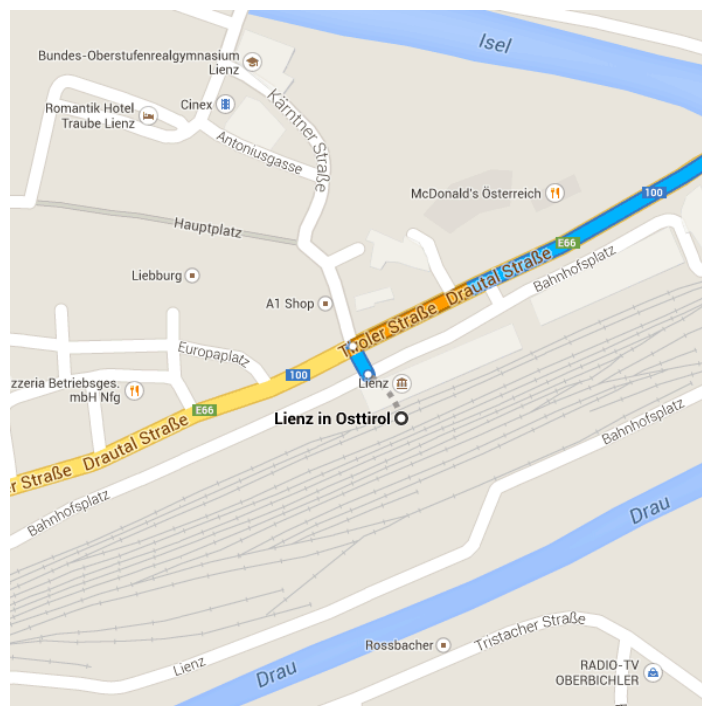 Isel
Bundes-Oberstufenrealgymnasium
Lienz
Kärntner Straße
Cinex
Romantik Hotel
Traube Lienz
Antoniusgasse
McDonald's Österreich
100
Hauptplatz
E66
Liebburg
Bahnhofsplatz
A1 Shop
Tiroler Straße
Drautal Straße
Europaplatz
100
zzeria Betriebsges.
mbH Nfg
Lienz
E66
Lienz in Osttirol
Bahnhofsplatz
Drautal Straße
er Straße
Drau
Bahnhofsplatz
Tristacher Straße
Rossbacher
Lienz
Drau
RADIO-TV
OBERBICHLER